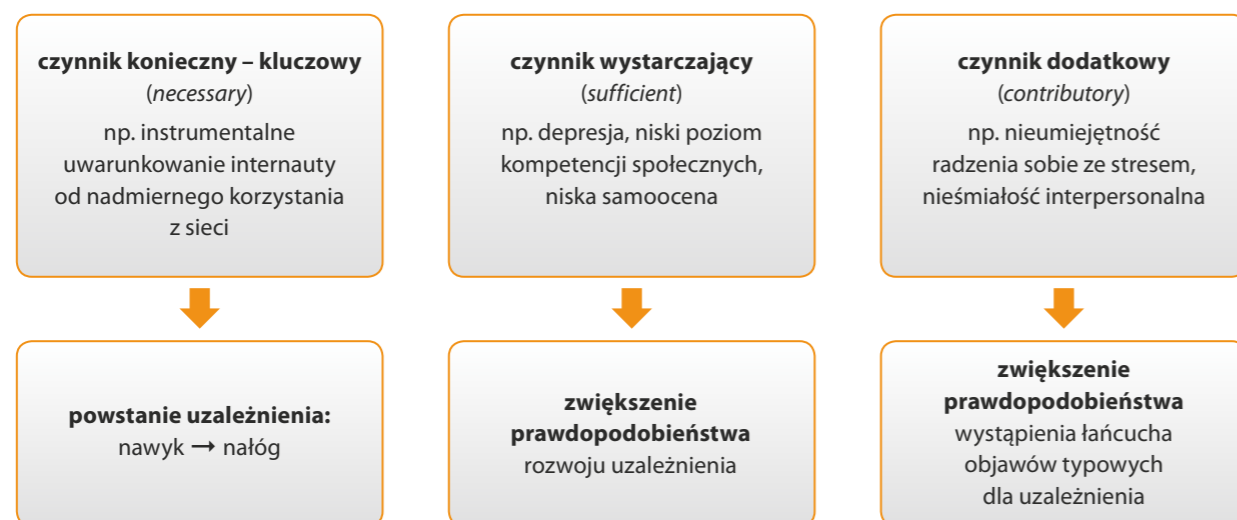 czynnik konieczny – kluczowy
(necessary)
np. instrumentalne
uwarunkowanie internauty
od nadmiernego korzystania
z sieci
czynnik wystarczający
(sufficient)
np. depresja, niski poziom
kompetencji społecznych,
niska samoocena
czynnik dodatkowy
(contributory)
np. nieumiejętność
radzenia sobie ze stresem,
nieśmiałość interpersonalna
powstanie uzależnienia:
nawyk → nałóg
zwiększenie
prawdopodobieństwa
rozwoju uzależnienia
zwiększenie
prawdopodobieństwa
wystąpienia łańcucha
objawów typowych
dla uzależnienia